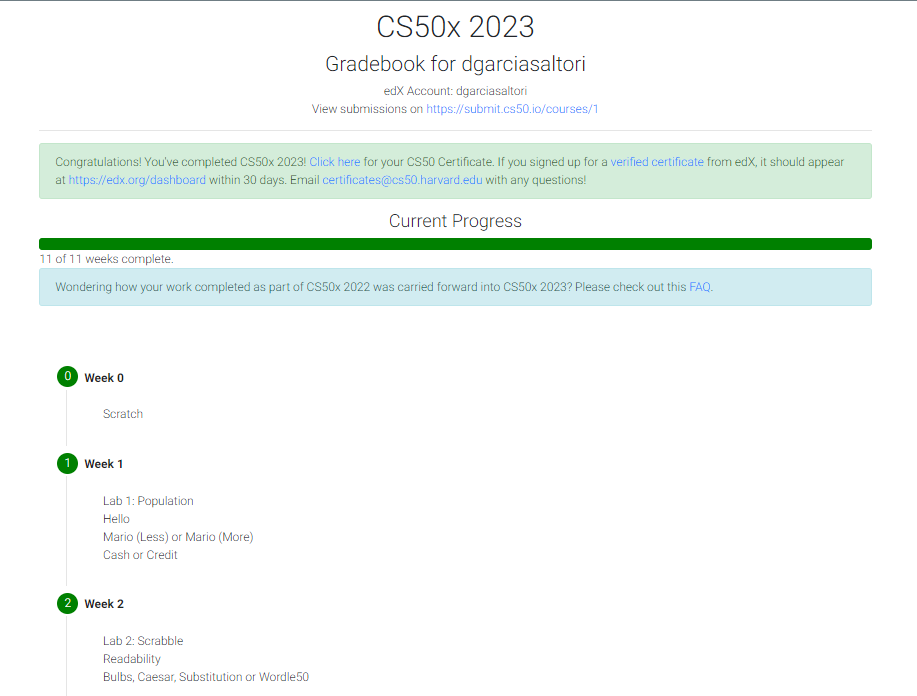 CS50x 2023
Gradebook for dgarciasaltori
edX Account: dgarciasaltori
View submissions on https://submit.cs50.io/courses/1
Congratulations! You've completed CS50x 2023! Click here for your CS50 Certificate. If you signed up for a verified certificate from edX, it should appear
at https://edx.org/dashboard within 30 days. Email certificates@cs50.harvard.edu with any questions!
Current Progress
11 of 11 weeks complete.
Wondering how your work completed as part of CS50x 2022 was carried forward into CS50x 2023? Please check out this FAQ.
0 Week 0
Scratch
1 Week 1
Lab 1: Population
Hello
Mario (Less) or Mario (More)
Cash or Credit
2 Week 2
Lab 2: Scrabble
Readability
Bulbs, Caesar, Substitution or Wordle50